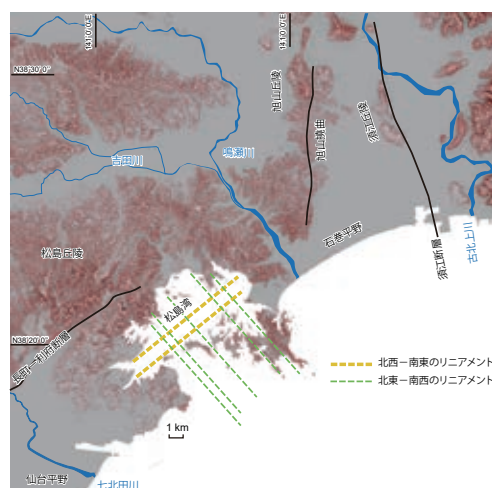 141°0'0"E
141°10'0"E
N38°30'0"
旭山丘陵
旭山撓曲
須江丘陵
吉田川
鳴瀬川
石巻平野
須江断層
旧北上川
松島丘陵
松島湾
N38°20'0"
長町ー利府断層
北西ー南東のリニアメント
北東ー南西のリニアメント
1 km
仙台平野
七北田川